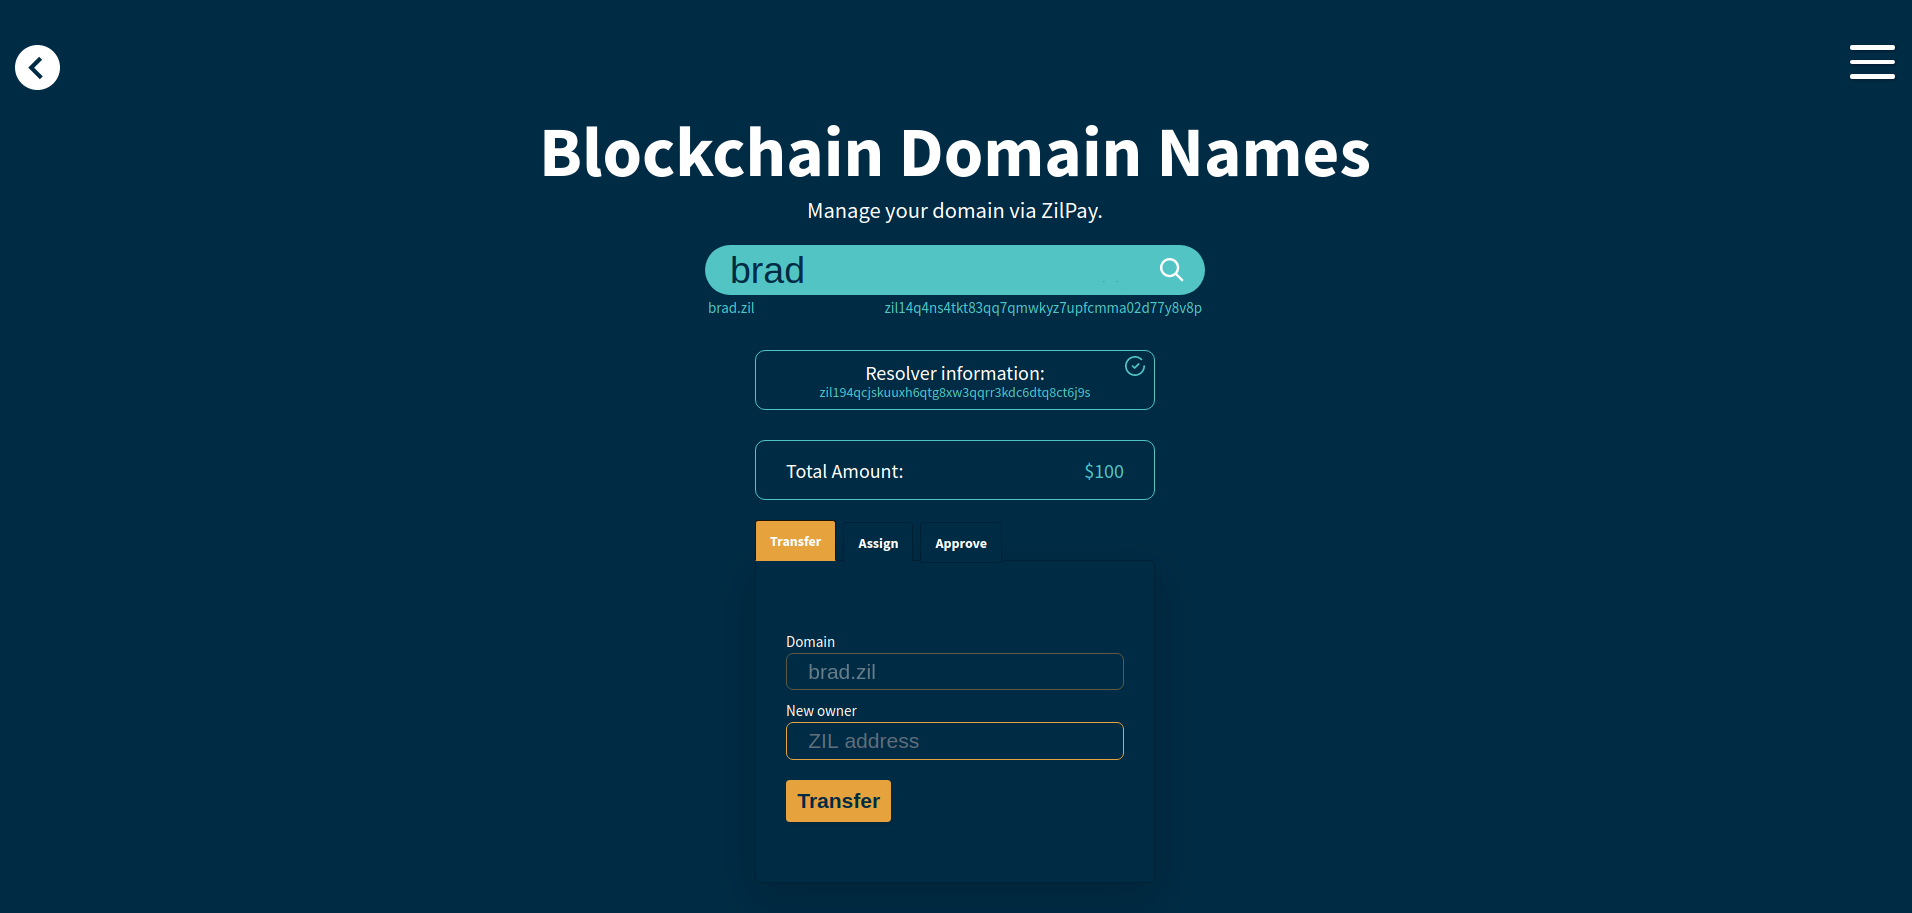 Blockchain Domain Names
Manage your domain via ZilPay.
brad
brad.zil zil14q4ns4tkt83qq7qmwkyz7upfcmma02d77y8v8p
Resolver information:
zil194qcjskuuxh6qtg8xw3qqrr3kdc6dtq8ct6j9s
Total Amount: $100
Transfer Assign Approve
Domain
brad.zil
New owner
ZIL address
Transfer